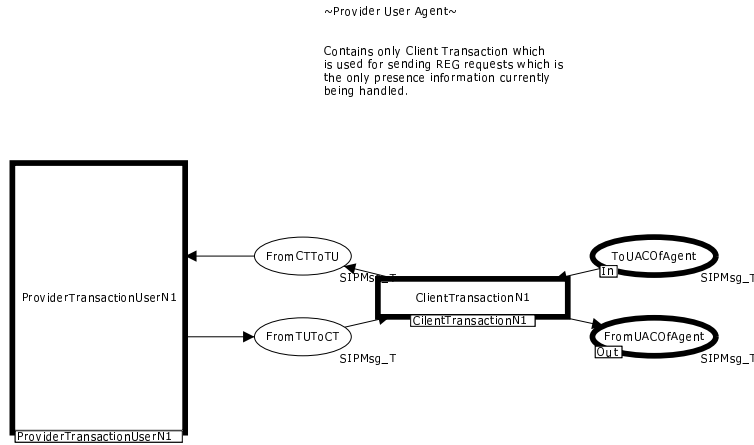 ~Provider User Agent~
Contains only Client Transaction which
is used for sending REG requests which is
the only presence information currently
being handled.
FromCTToTU
ToUACOfAgent
In
SIPMsg_T
SIPMsg_T
ProviderTransactionUserN1
ClientTransactionN1
CilentTransactionN1
FromTUToCT
FromUACOfAgent
Out
SIPMsg_T
SIPMsg_T
ProviderTransactionUserN1